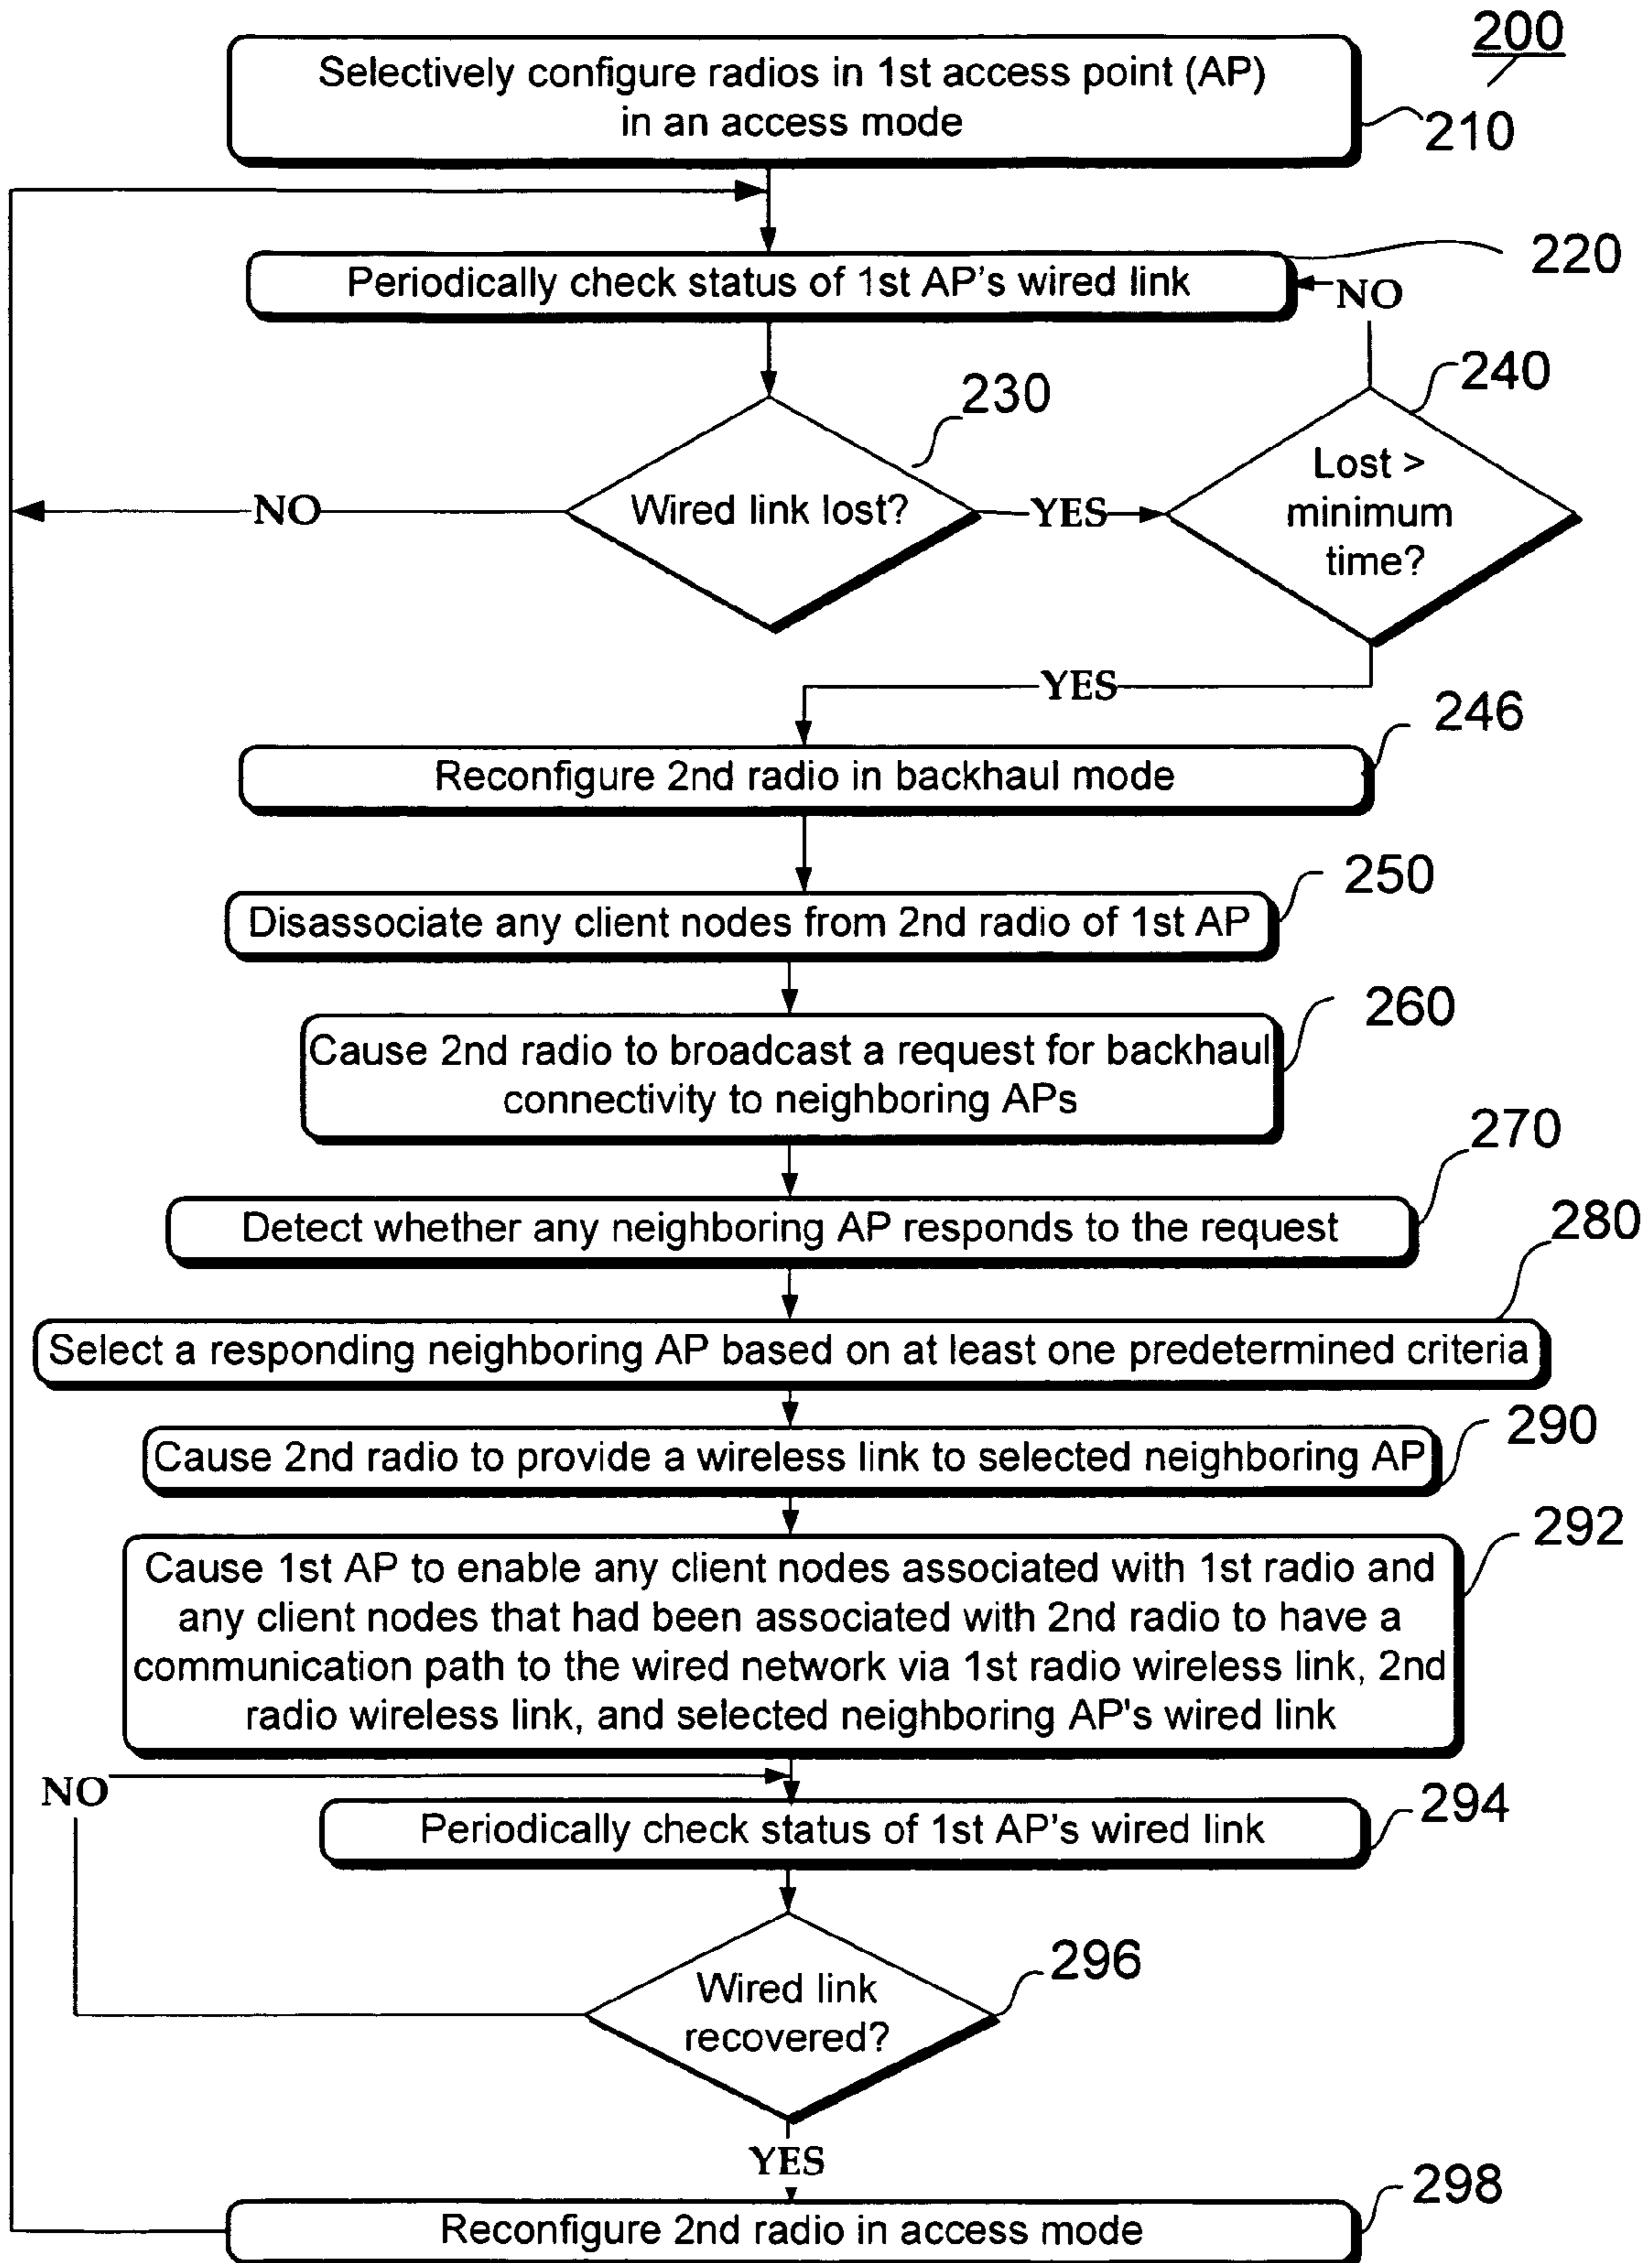 200
Selectively configure radios in 1st access point (AP)
in an access mode
210
220
Periodically check status of 1st AP's wired link
NO
240
230
Lost >
minimum
time?
NO
Wired link lost?
YES
YES
246
Reconfigure 2nd radio in backhaul mode
250
Disassociate any client nodes from 2nd radio of 1st AP
260
Cause 2nd radio to broadcast a request for backhaul
connectivity to neighboring APs
270
Detect whether any neighboring AP responds to the request
280
Select a responding neighboring AP based on at least one predetermined criteria
290
Cause 2nd radio to provide a wireless link to selected neighboring AP
292
Cause 1st AP to enable any client nodes associated with 1st radio and
any client nodes that had been associated with 2nd radio to have a
communication path to the wired network via 1st radio wireless link, 2nd
radio wireless link, and selected neighboring AP's wired link
NO
294
Periodically check status of 1st AP's wired link
296
Wired link
recovered?
YES
298
Reconfigure 2nd radio in access mode